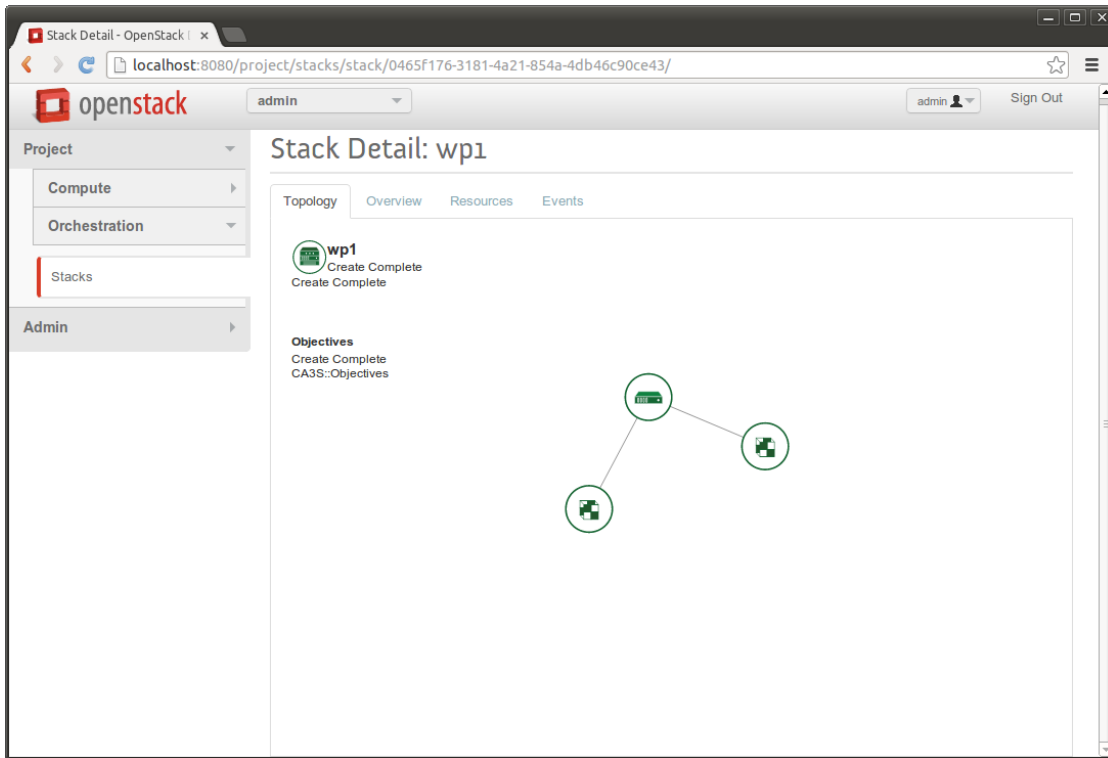 Stack Detail - OpenStack
localhost:8080/project/stacks/stack/0465f176-3181-4a21-854a-4db46c90ce43/
openstack
admin
admin
Sign Out
Project
Compute
Orchestration
Stacks
Admin
Stack Detail: wp1
Topology Overview Resources Events
wp1
Create Complete
Create Complete
Objectives
Create Complete
CA3S::Objectives